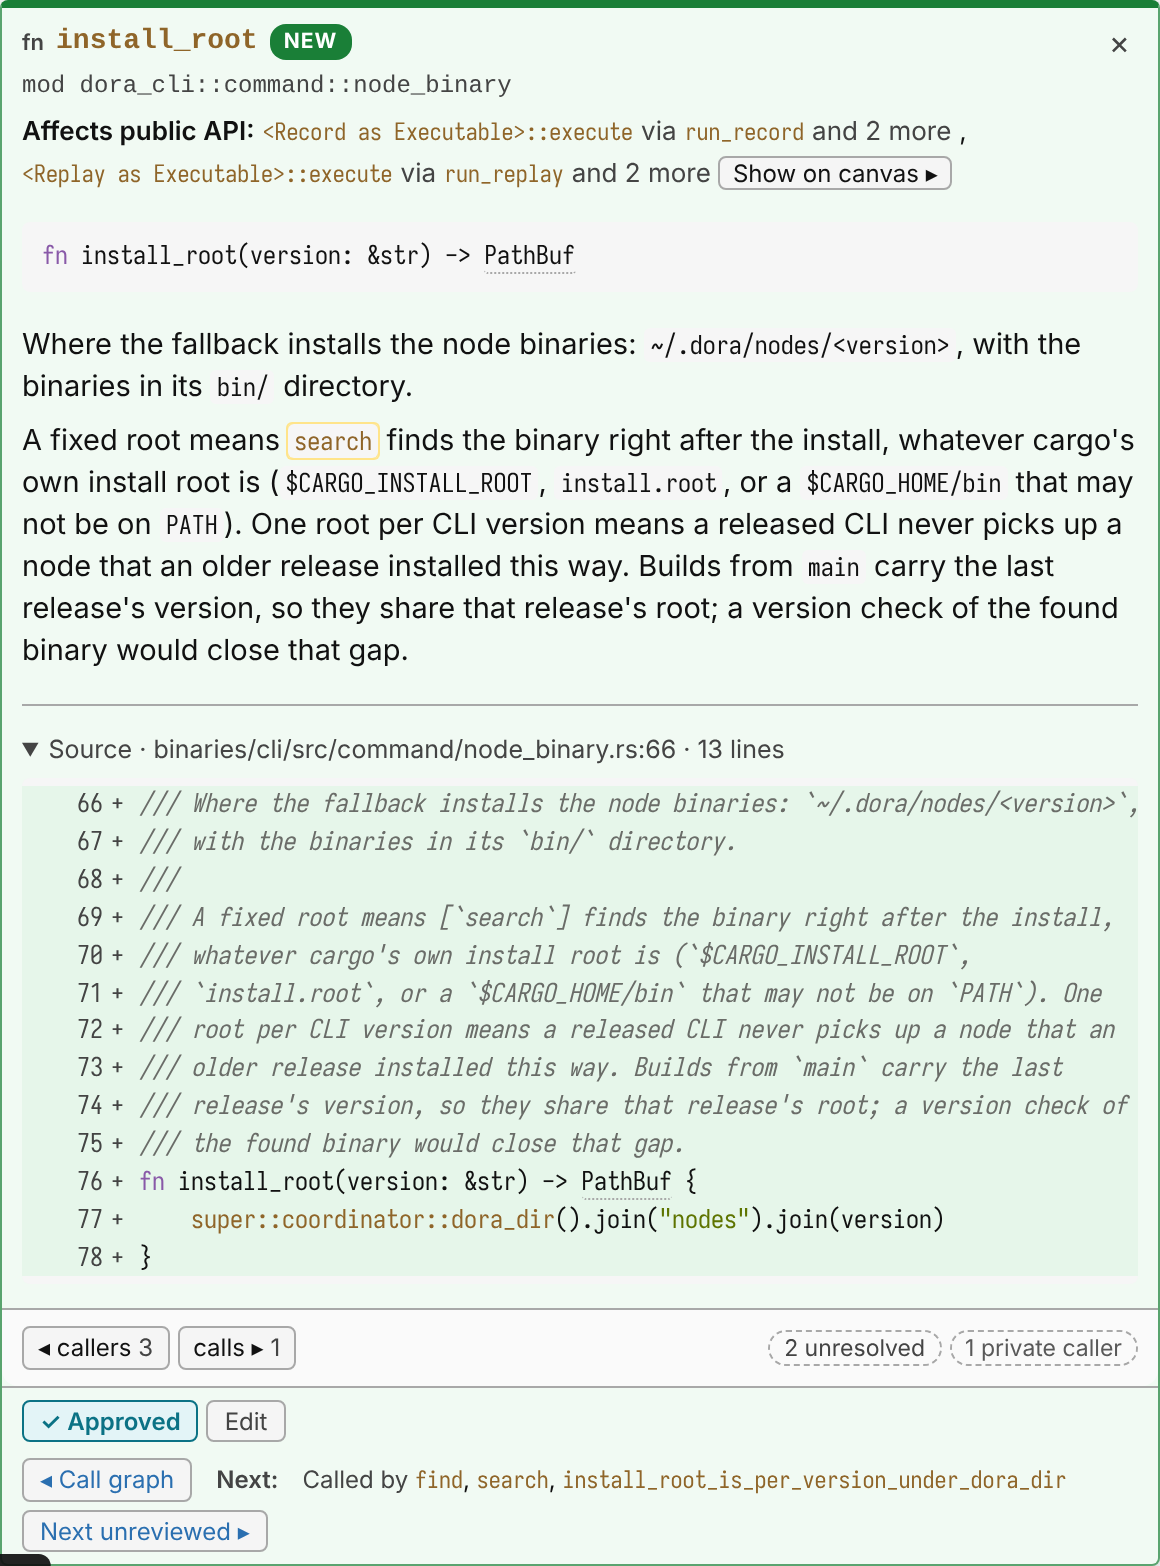 fn install_root NEW ×
mod dora_cli::command::node_binary
Affects public API: <Record as Executable>::execute via run_record and 2 more ,
<Replay as Executable>::execute via run_replay and 2 more Show on canvas ▸
fn install_root(version: &str) -> PathBuf
Where the fallback installs the node binaries: ~/.dora/nodes/<version>, with the
binaries in its bin/ directory.
A fixed root means search finds the binary right after the install, whatever cargo's
own install root is ($CARGO_INSTALL_ROOT, install.root, or a $CARGO_HOME/bin that may
not be on PATH). One root per CLI version means a released CLI never picks up a
node that an older release installed this way. Builds from main carry the last
release's version, so they share that release's root; a version check of the found
binary would close that gap.
▼ Source · binaries/cli/src/command/node_binary.rs:66 · 13 lines
66 + /// Where the fallback installs the node binaries: `~/.dora/nodes/<version>`,
67 + /// with the binaries in its `bin/` directory.
68 + ///
69 + /// A fixed root means [`search`] finds the binary right after the install,
70 + /// whatever cargo's own install root is (`$CARGO_INSTALL_ROOT`,
71 + /// `install.root`, or a `$CARGO_HOME/bin` that may not be on `PATH`). One
72 + /// root per CLI version means a released CLI never picks up a node that an
73 + /// older release installed this way. Builds from `main` carry the last
74 + /// release's version, so they share that release's root; a version check of
75 + /// the found binary would close that gap.
76 + fn install_root(version: &str) -> PathBuf {
77 +     super::coordinator::dora_dir().join("nodes").join(version)
78 + }
◂ callers 3 calls ▸ 1 2 unresolved 1 private caller
✓ Approved Edit
◂ Call graph Next: Called by find, search, install_root_is_per_version_under_dora_dir
Next unreviewed ▸